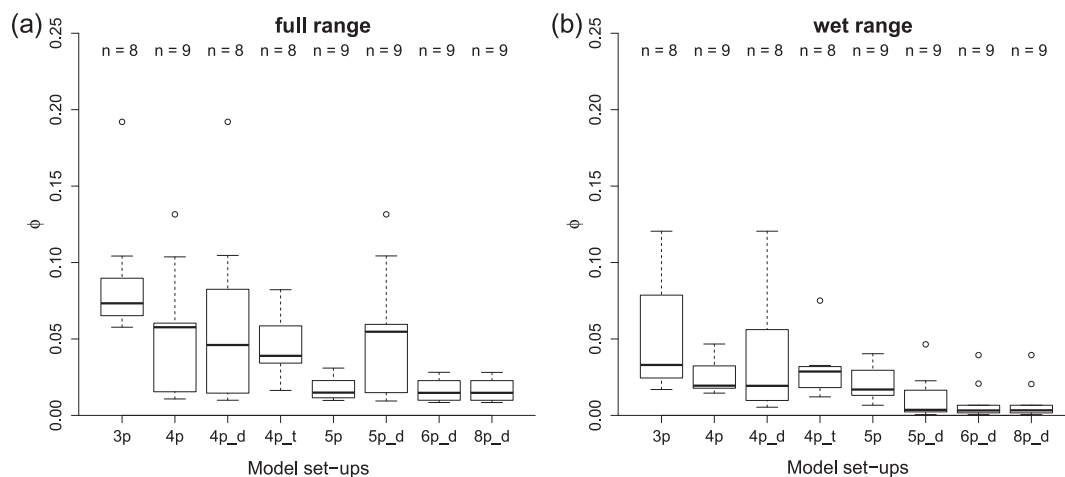 (a) full range
n = 8 n = 9 n = 8 n = 8 n = 9 n = 9 n = 9 n = 9
0.25
0.20
0.15
0.10
0.05
0.00
ϕ
3p 4p 4p_d 4p_t 5p 5p_d 6p_d 8p_d
Model set−ups
(b) wet range
n = 8 n = 9 n = 8 n = 8 n = 9 n = 9 n = 9 n = 9
0.25
0.20
0.15
0.10
0.05
0.00
ϕ
3p 4p 4p_d 4p_t 5p 5p_d 6p_d 8p_d
Model set−ups